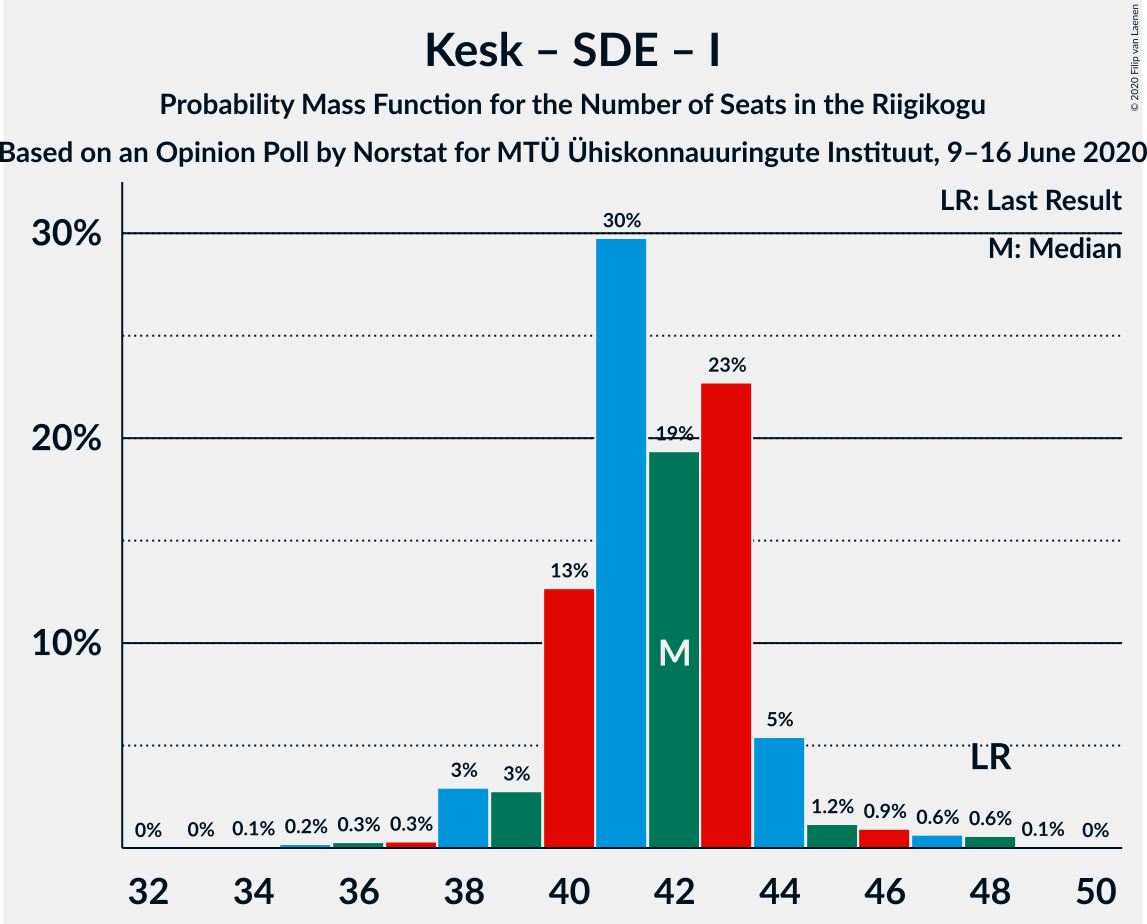 Kesk – SDE – I
Probability Mass Function for the Number of Seats in the Riigikogu
Based on an Opinion Poll by Norstat for MTÜ Ühiskonnauuringute Instituut, 9–16 June 2020
© 2020 Filip van Laenen
LR: Last Result
M: Median
30%
20%
10%
0%
0%
0.1%
0.2%
0.3%
0.3%
3%
3%
13%
30%
19%
23%
5%
1.2%
0.9%
0.6%
0.6%
0.1%
0%
M
LR
32 34 36 38 40 42 44 46 48 50